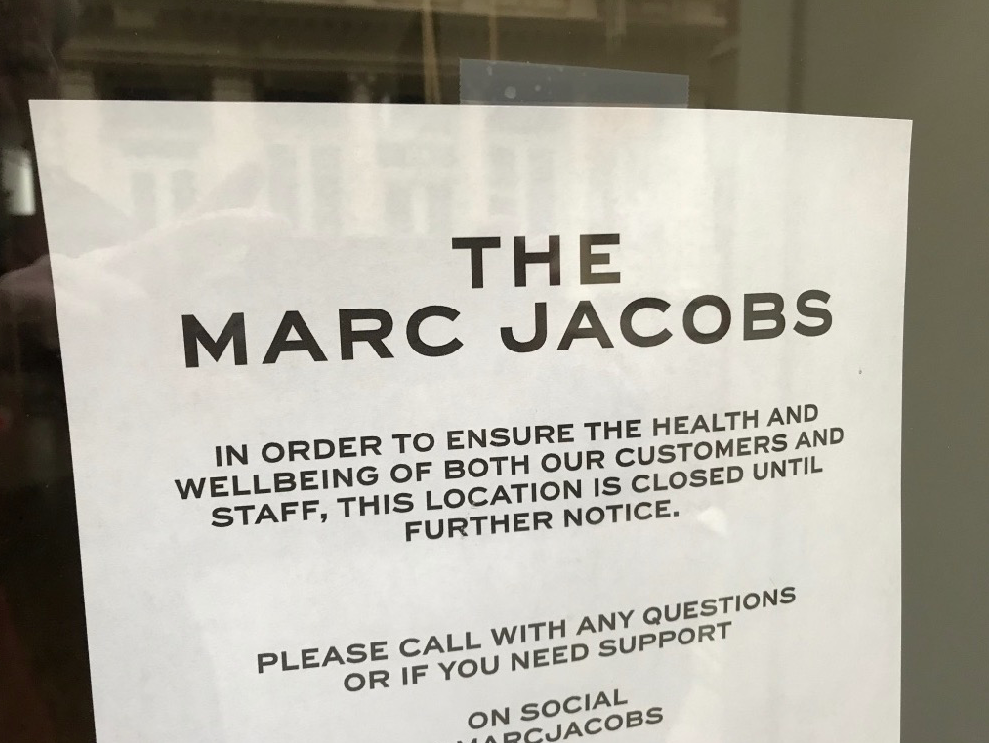 THE
MARC JACOBS
IN ORDER TO ENSURE THE HEALTH AND
WELLBEING OF BOTH OUR CUSTOMERS AND
STAFF, THIS LOCATION IS CLOSED UNTIL
FURTHER NOTICE.
PLEASE CALL WITH ANY QUESTIONS
OR IF YOU NEED SUPPORT
ON SOCIAL
MARCJACOBS